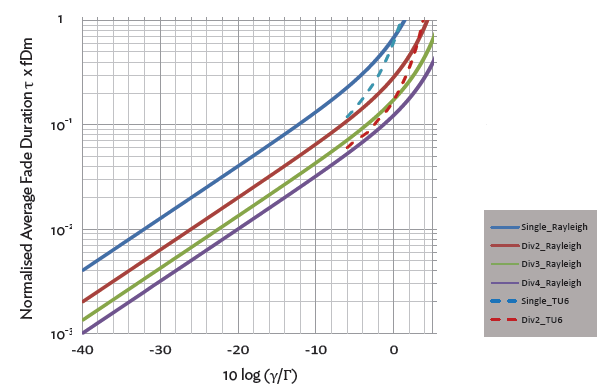 Normalised Average Fade Duration τ x fDm
1
10⁻¹
10⁻²
10⁻³
-40
-30
-20
-10
0
10 log (γ/Γ)
Single_Rayleigh
Div2_Rayleigh
Div3_Rayleigh
Div4_Rayleigh
Single_TU6
Div2_TU6